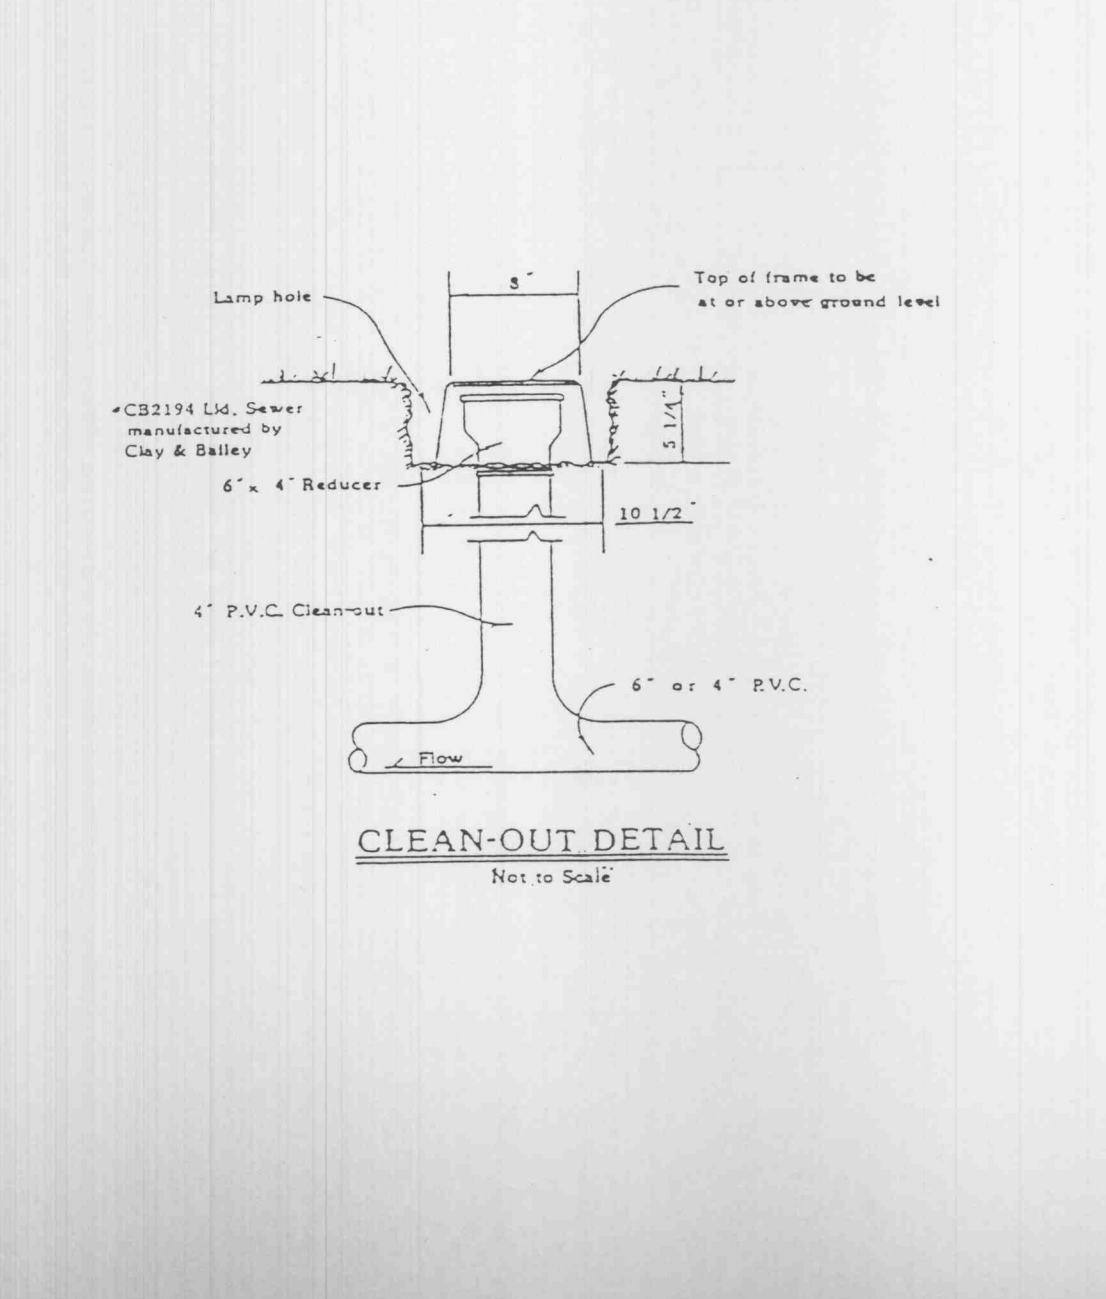 8"
Top of frame to be
at or above ground level
Lamp hole
*CB2194 Lid. Sewer
manufactured by
Clay & Bailey
5 1/4"
6" x 4" Reducer
10 1/2"
4" P.V.C. Clean-out
6" or 4" P.V.C.
Flow
CLEAN-OUT DETAIL
Not to Scale